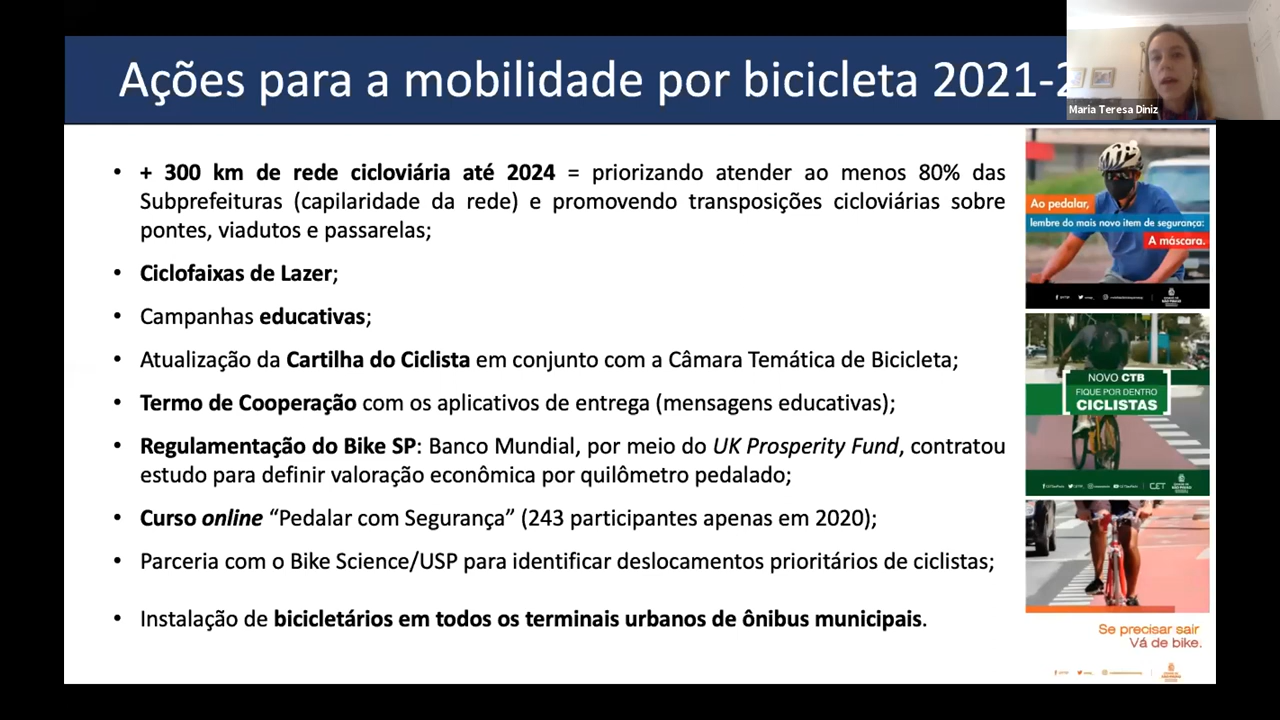 Ações para a mobilidade por bicicleta 2021-2
Maria Teresa Diniz
• + 300 km de rede cicloviária até 2024 = priorizando atender ao menos 80% das
Subprefeituras (capilaridade da rede) e promovendo transposições cicloviárias sobre
pontes, viadutos e passarelas;
• Ciclofaixas de Lazer;
• Campanhas educativas;
• Atualização da Cartilha do Ciclista em conjunto com a Câmara Temática de Bicicleta;
• Termo de Cooperação com os aplicativos de entrega (mensagens educativas);
• Regulamentação do Bike SP: Banco Mundial, por meio do UK Prosperity Fund, contratou
estudo para definir valoração econômica por quilômetro pedalado;
• Curso online “Pedalar com Segurança” (243 participantes apenas em 2020);
• Parceria com o Bike Science/USP para identificar deslocamentos prioritários de ciclistas;
• Instalação de bicicletários em todos os terminais urbanos de ônibus municipais.
Ao pedalar,
lembre do mais novo item de segurança:
A máscara.
NOVO CTB
FIQUE POR DENTRO
CICLISTAS
CET
Se precisar sair
Vá de bike.